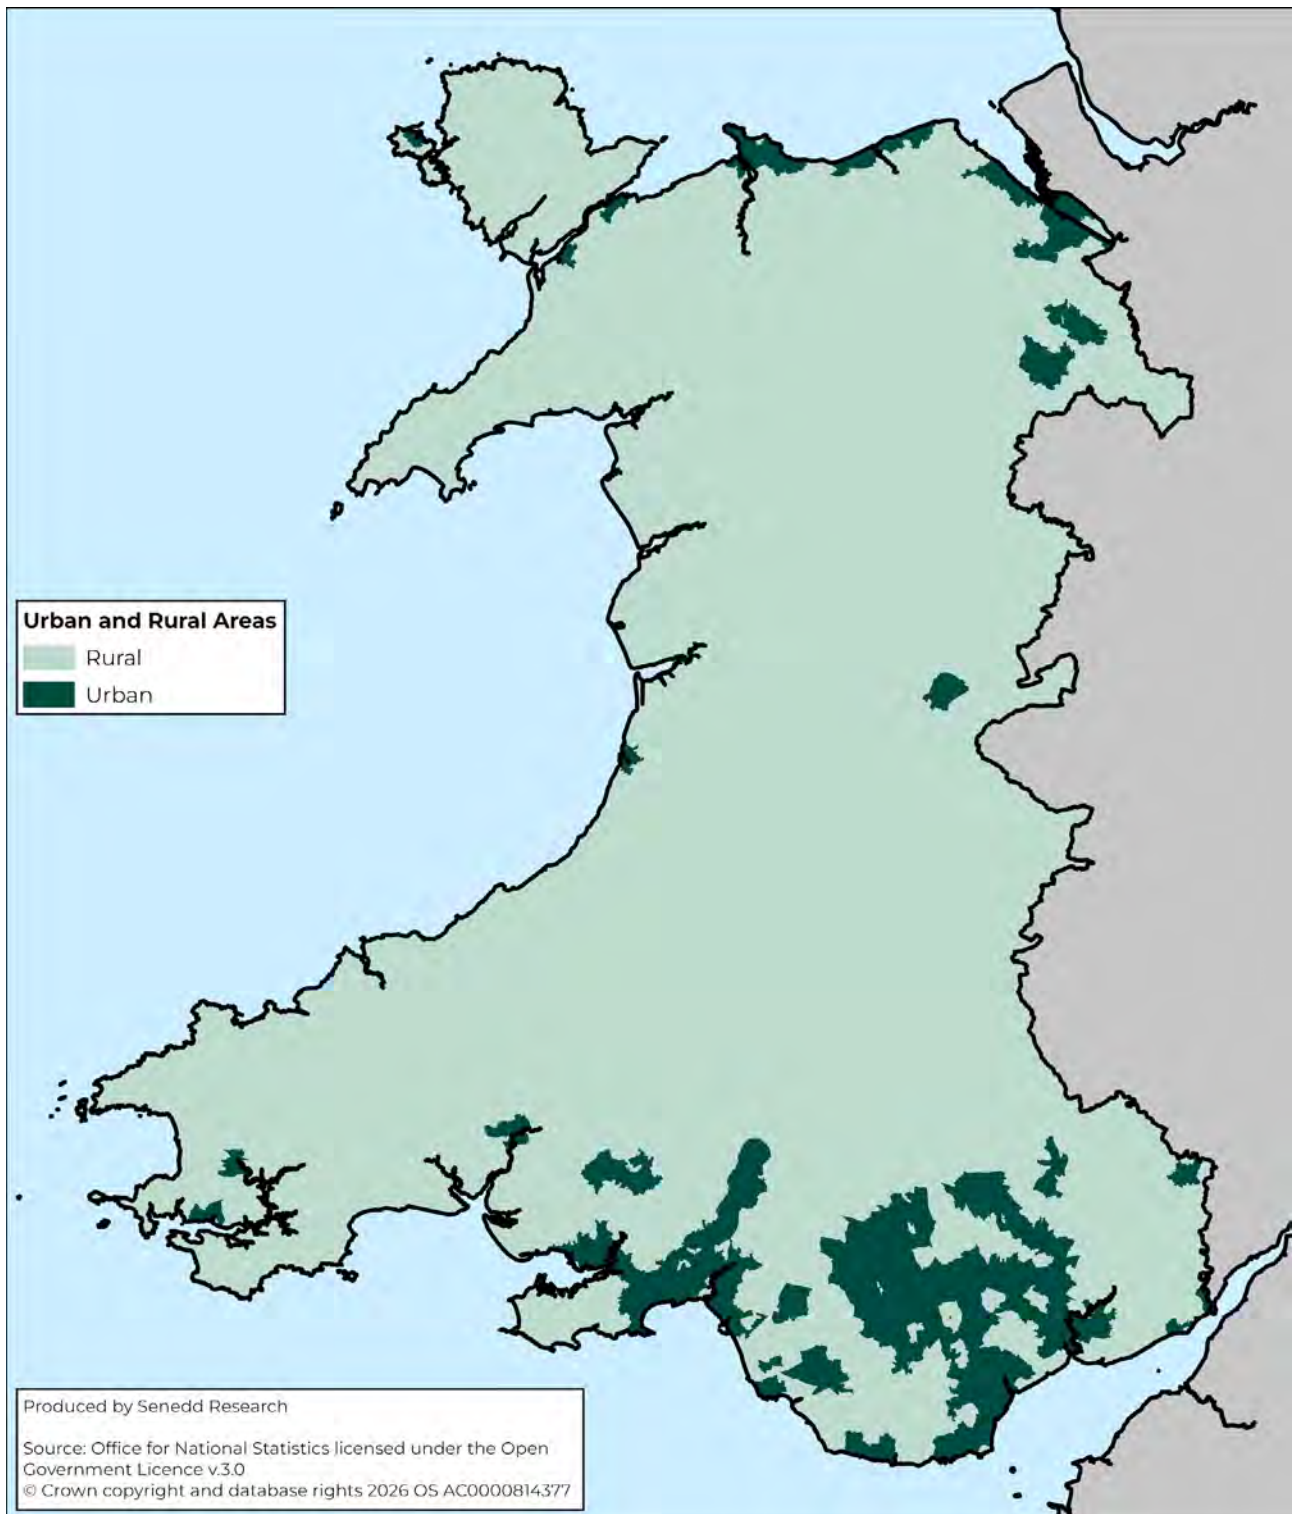 Urban and Rural Areas
Rural
Urban
Produced by Senedd Research
Source: Office for National Statistics licensed under the Open
Government Licence v.3.0
© Crown copyright and database rights 2026 OS AC0000814377